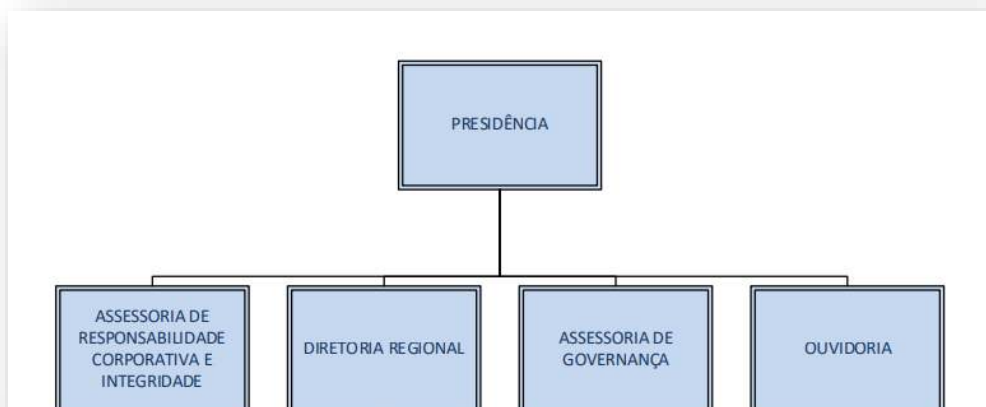 PRESIDÊNCIA
ASSESSORIA DE
RESPONSABILIDADE
CORPORATIVA E
INTEGRIDADE
DIRETORIA REGIONAL
ASSESSORIA DE
GOVERNANÇA
OUVIDORIA